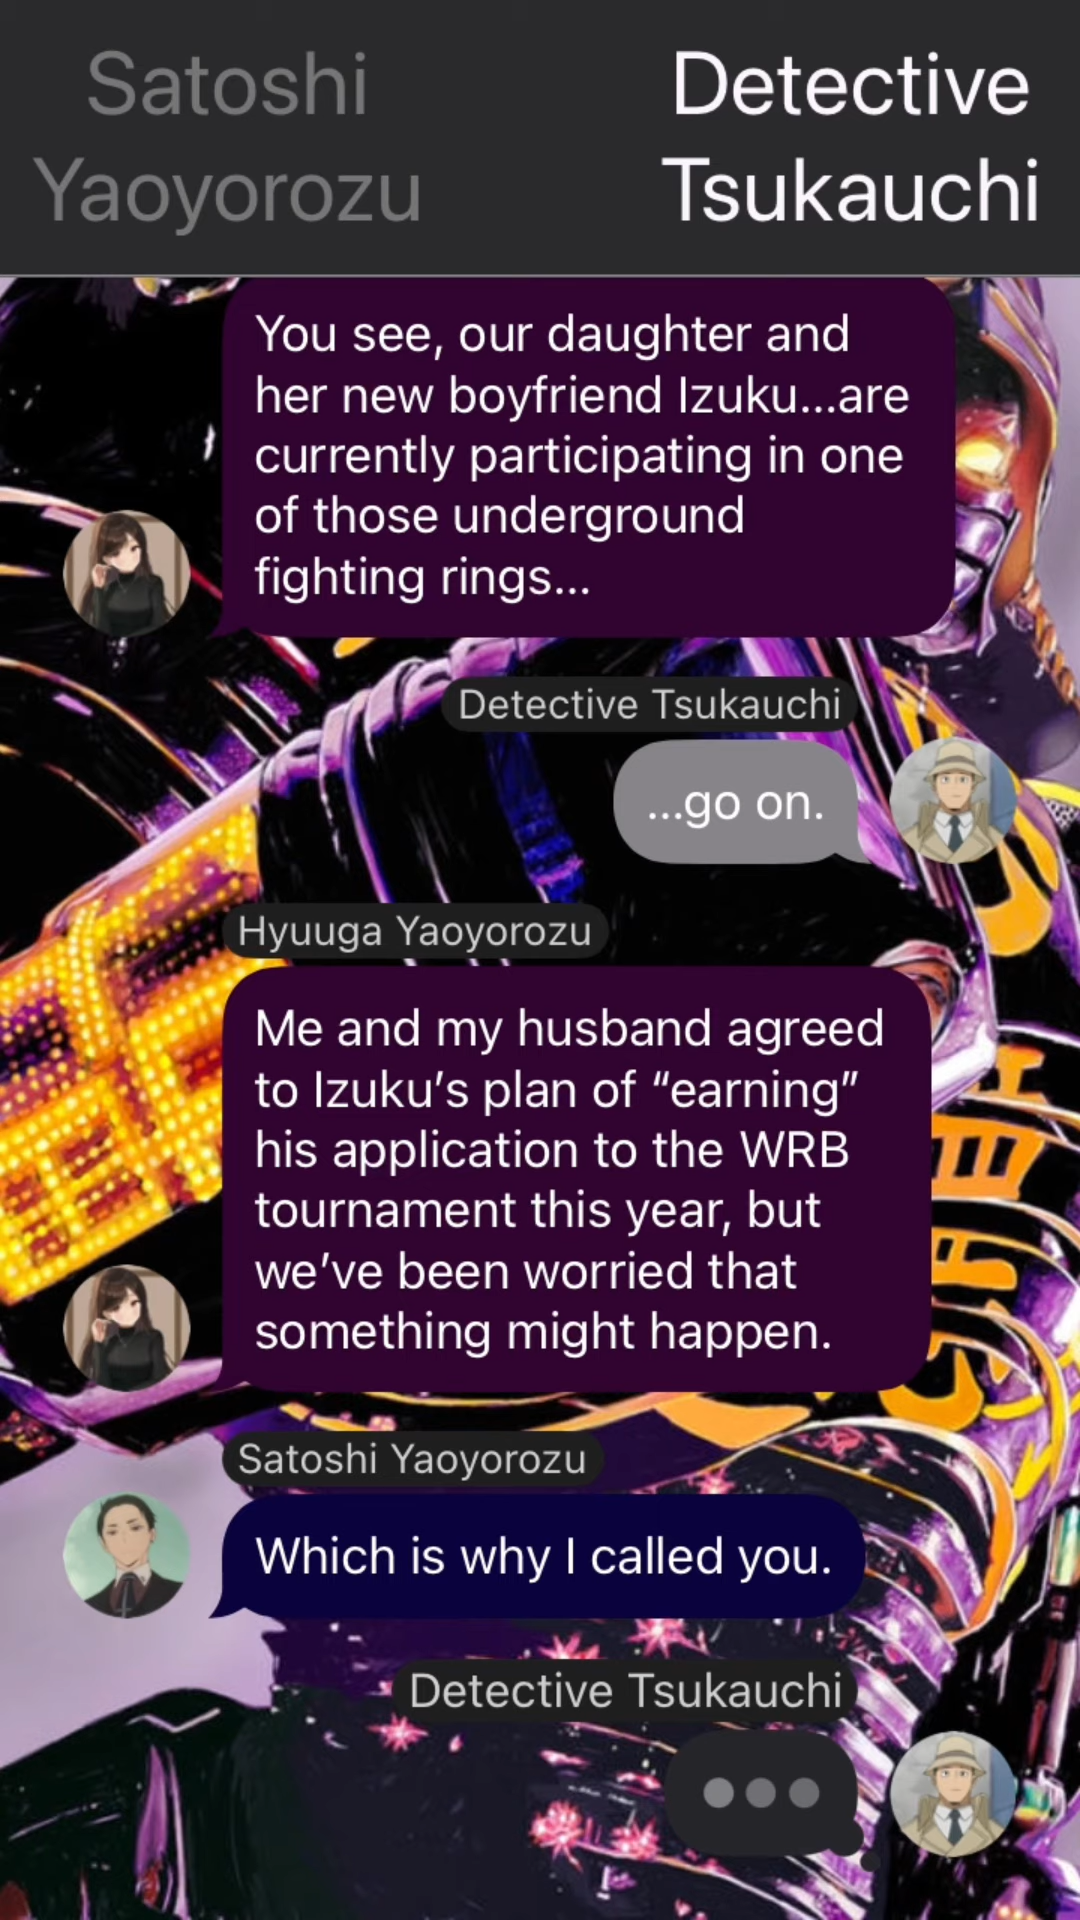 Satoshi
Yaoyorozu
Detective
Tsukauchi
You see, our daughter and
her new boyfriend Izuku...are
currently participating in one
of those underground
fighting rings...
Detective Tsukauchi
...go on.
Hyuuga Yaoyorozu
Me and my husband agreed
to Izuku’s plan of “earning”
his application to the WRB
tournament this year, but
we’ve been worried that
something might happen.
Satoshi Yaoyorozu
Which is why I called you.
Detective Tsukauchi